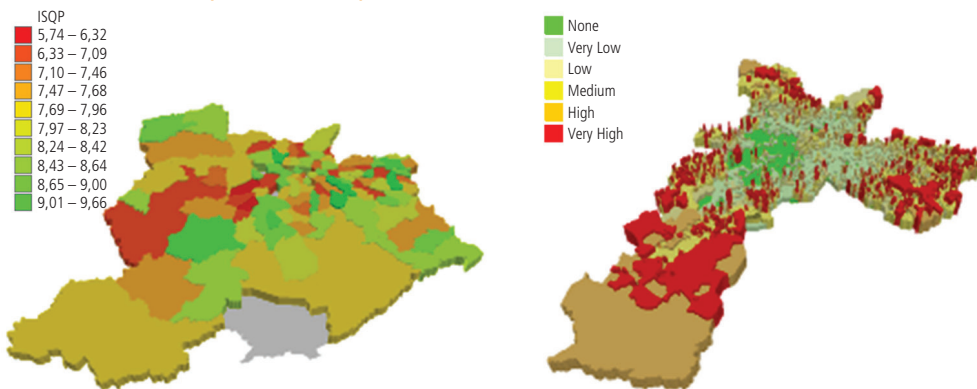 ISQP
5,74 – 6,32
6,33 – 7,09
7,10 – 7,46
7,47 – 7,68
7,69 – 7,96
7,97 – 8,23
8,24 – 8,42
8,43 – 8,64
8,65 – 9,00
9,01 – 9,66
None
Very Low
Low
Medium
High
Very High